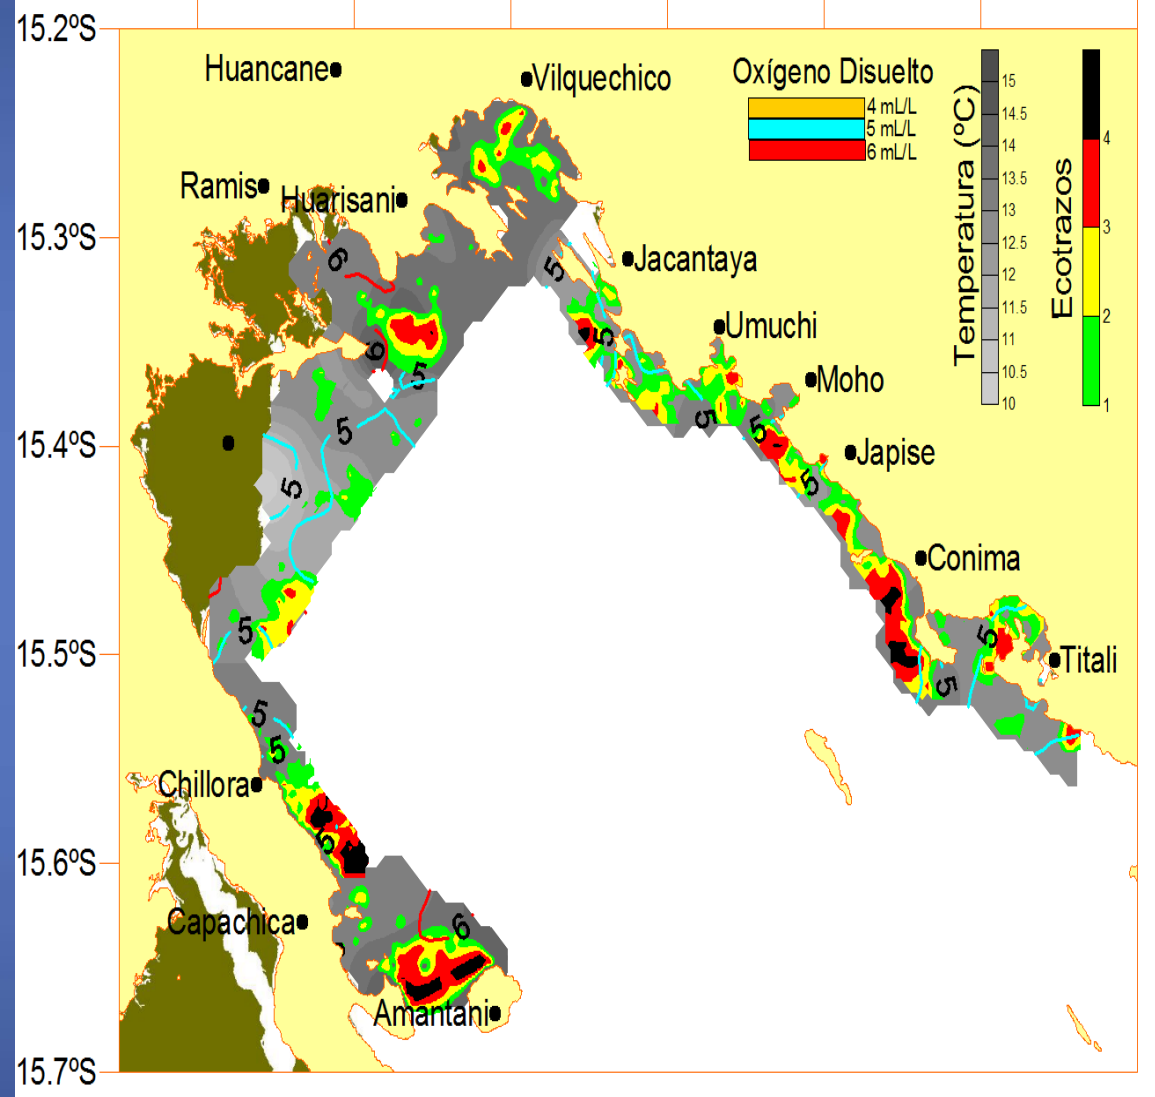 15.2ºS
15.3ºS
15.4ºS
15.5ºS
15.6ºS
15.7ºS
Huancane
Vilquechico
Ramis
Huarisani
Jacantaya
Umuchi
Moho
Japise
Conima
Titali
Chillora
Capachica
Amantani
Oxígeno Disuelto
4 mL/L
5 mL/L
6 mL/L
Temperatura (ºC)
15
14.5
14
13.5
13
12.5
12
11.5
11
10.5
10
Ecotrazos
4
3
2
1
6
6
5
5
5
5
5
5
5
6
5
5
5
5
5
5
5